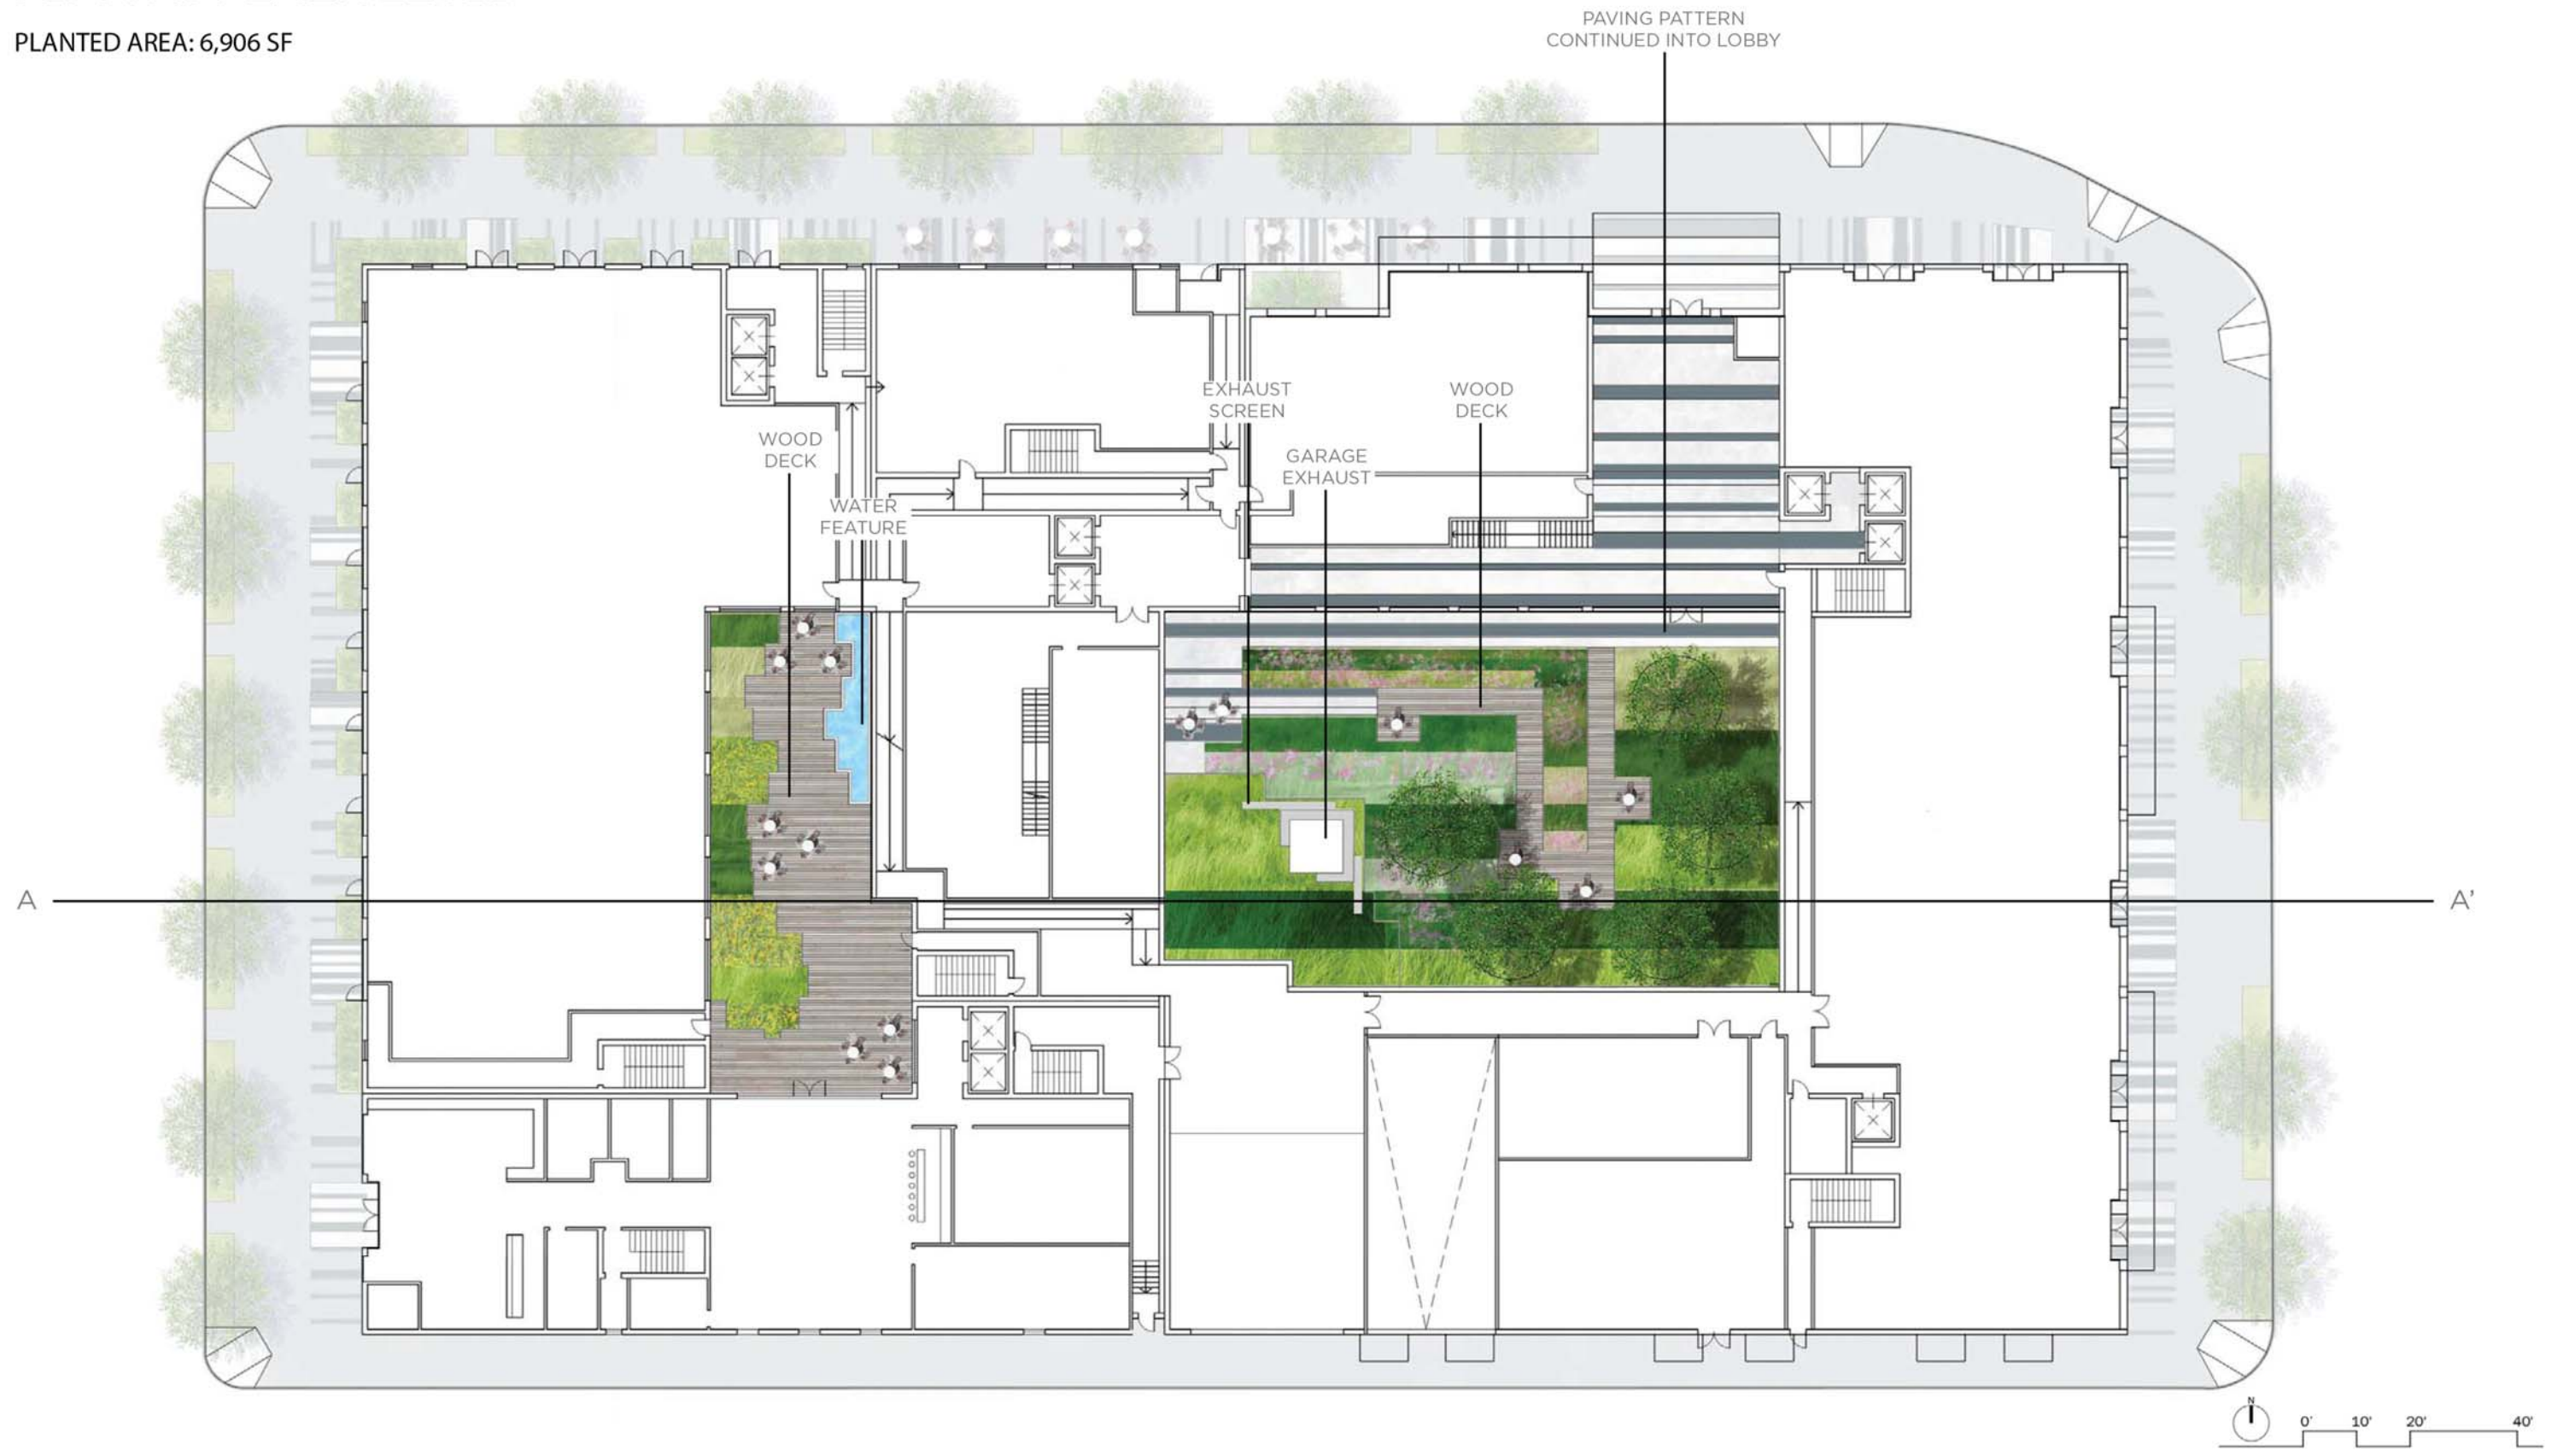 PLANTED AREA: 6,906 SF
PAVING PATTERN
CONTINUED INTO LOBBY
EXHAUST
SCREEN
WOOD
DECK
WOOD
DECK
GARAGE
EXHAUST
WATER
FEATURE
A
A'
N
0'
10'
20'
40'